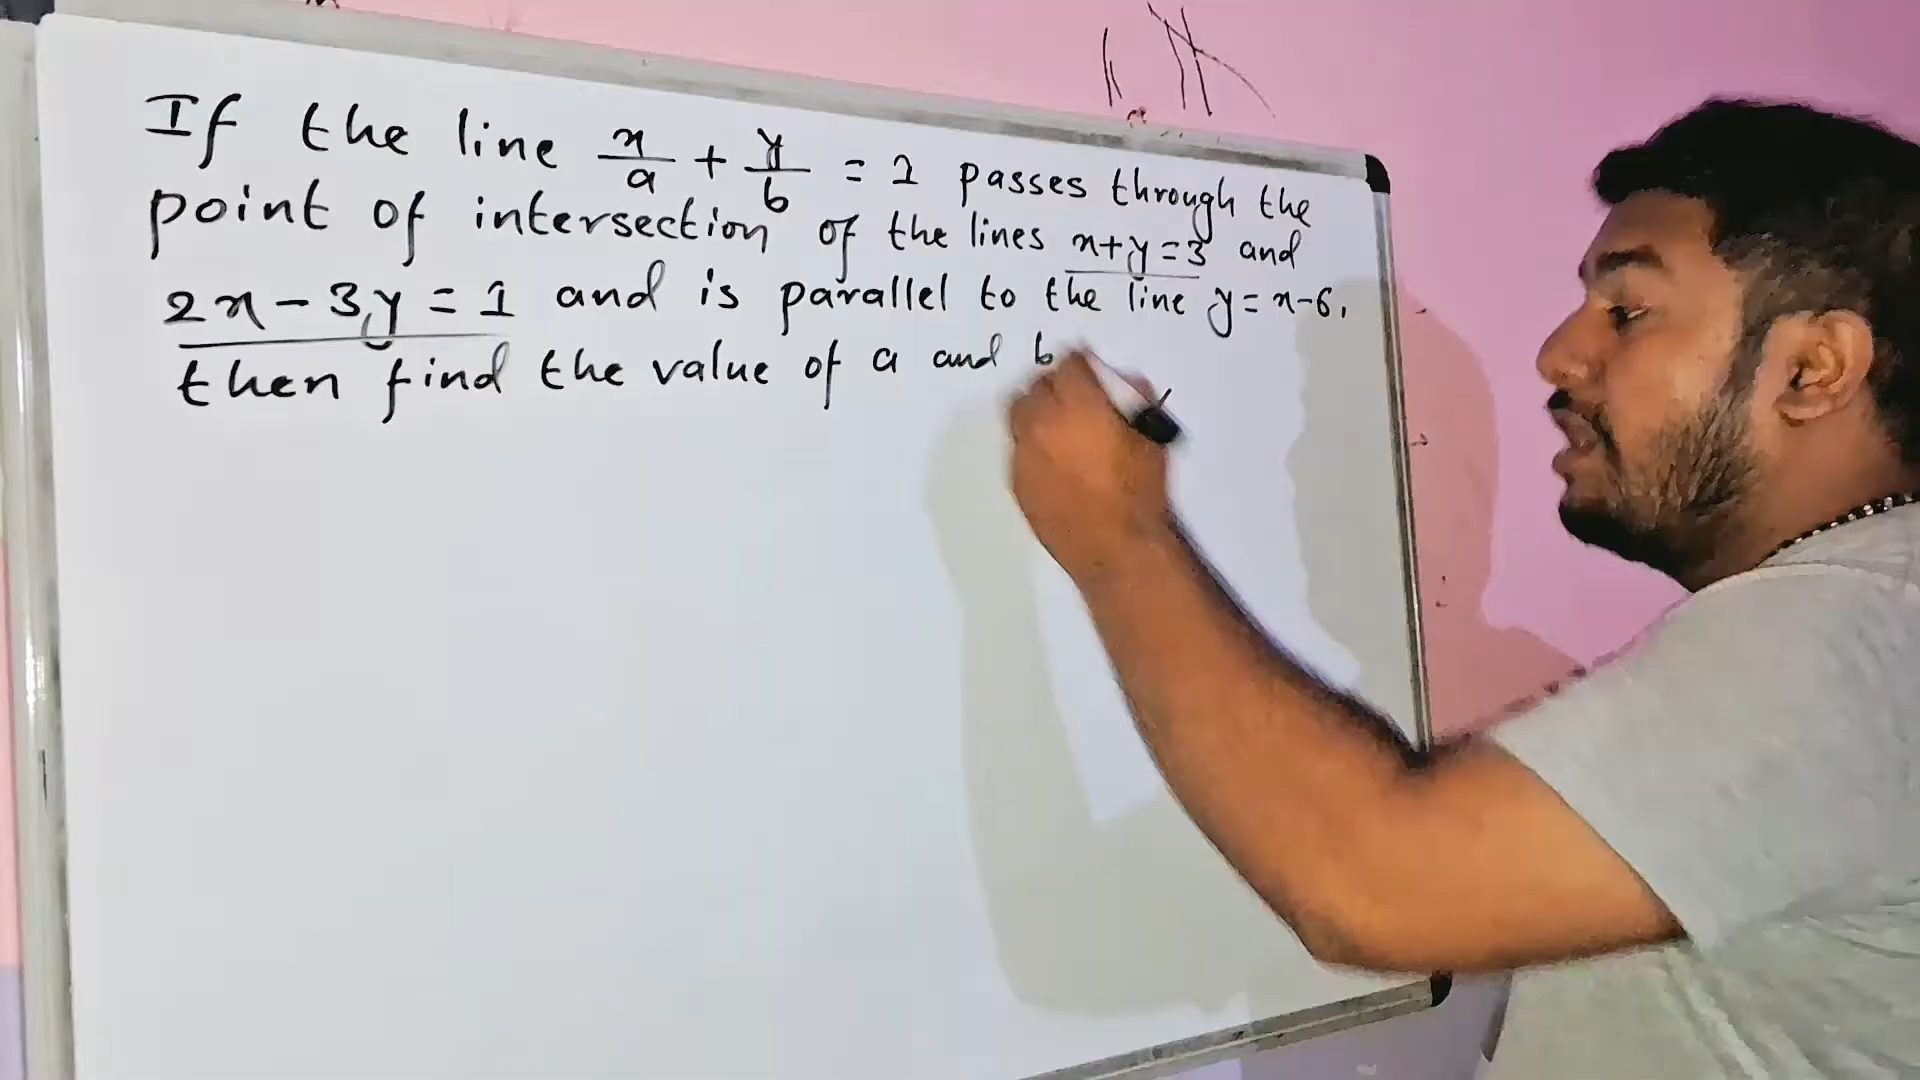 If the line x/a + y/b = 1 passes through the
point of intersection of the lines x+y=3 and
2x-3y=1 and is parallel to the line y=x-6,
then find the value of a and b